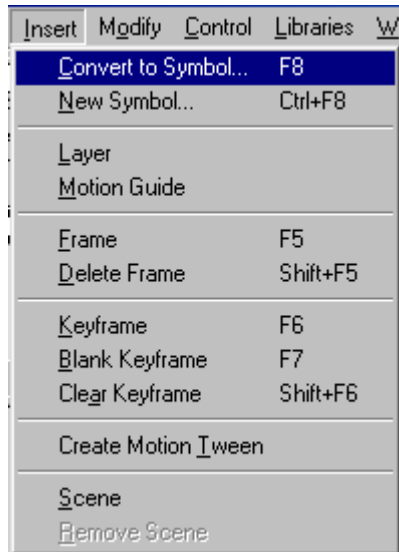 Insert Modify Control Libraries W
Convert to Symbol... F8
New Symbol... Ctrl+F8
Layer
Motion Guide
Frame F5
Delete Frame Shift+F5
Keyframe F6
Blank Keyframe F7
Clear Keyframe Shift+F6
Create Motion Tween
Scene
Remove Scene